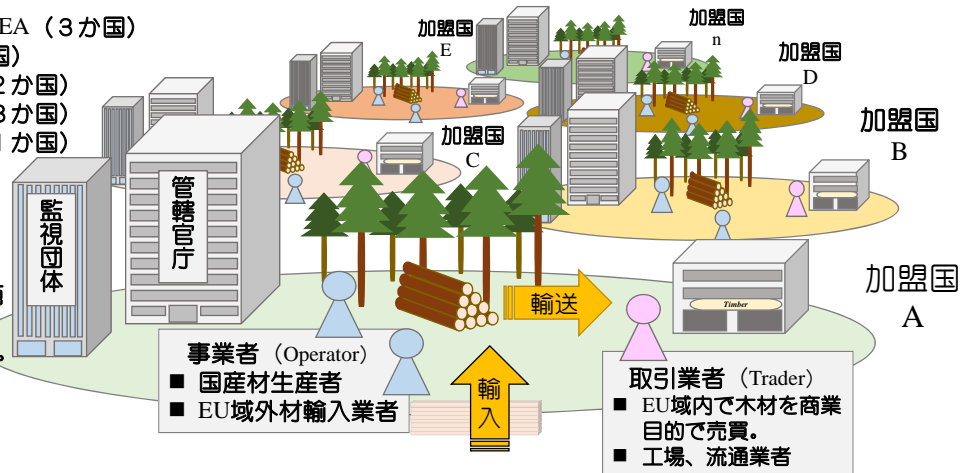 EA（３か国）
国）
２か国）
３か国）
１か国）
加盟国
E
加盟国
n
加盟国
D
加盟国
C
加盟国
B
加盟国
A
監視団体
管轄官庁
輸送
Timber
輸入
事業者（Operator）
■ 国産材生産者
■ EU域外材輸入業者
取引業者（Trader）
■ EU域内で木材を商業
目的で売買。
■ 工場、流通業者